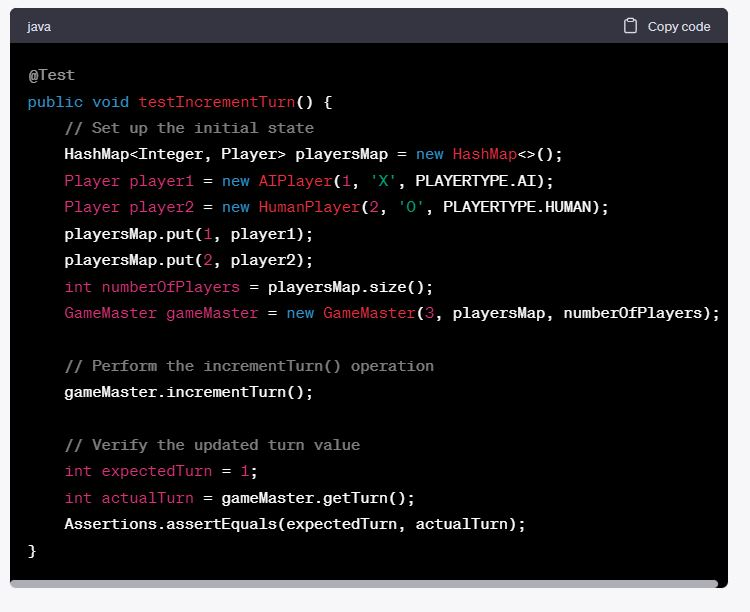 java Copy code
@Test
public void testIncrementTurn() {
    // Set up the initial state
    HashMap<Integer, Player> playersMap = new HashMap<>();
    Player player1 = new AIPlayer(1, 'X', PLAYERTYPE.AI);
    Player player2 = new HumanPlayer(2, 'O', PLAYERTYPE.HUMAN);
    playersMap.put(1, player1);
    playersMap.put(2, player2);
    int numberOfPlayers = playersMap.size();
    GameMaster gameMaster = new GameMaster(3, playersMap, numberOfPlayers);
    // Perform the incrementTurn() operation
    gameMaster.incrementTurn();
    // Verify the updated turn value
    int expectedTurn = 1;
    int actualTurn = gameMaster.getTurn();
    Assertions.assertEquals(expectedTurn, actualTurn);
}